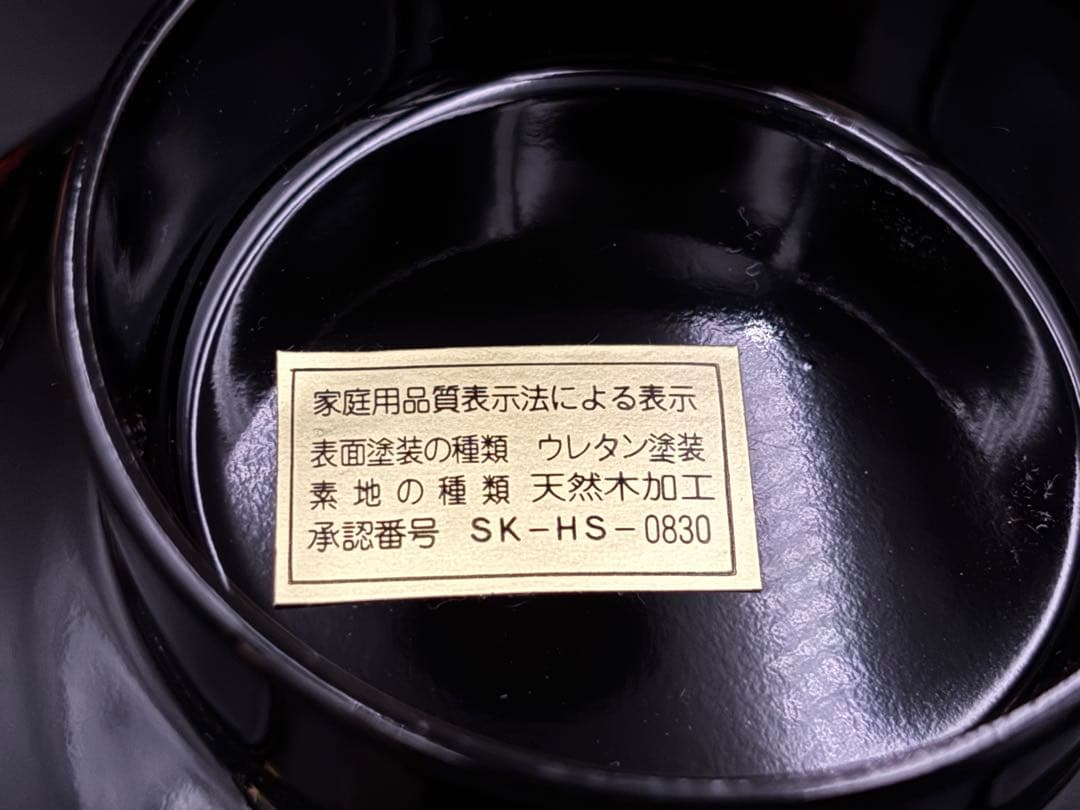 家庭用品質表示法による表示
表面塗装の種類 ウレタン塗装
素地の種類 天然木加工
承認番号 SK-HS-0830